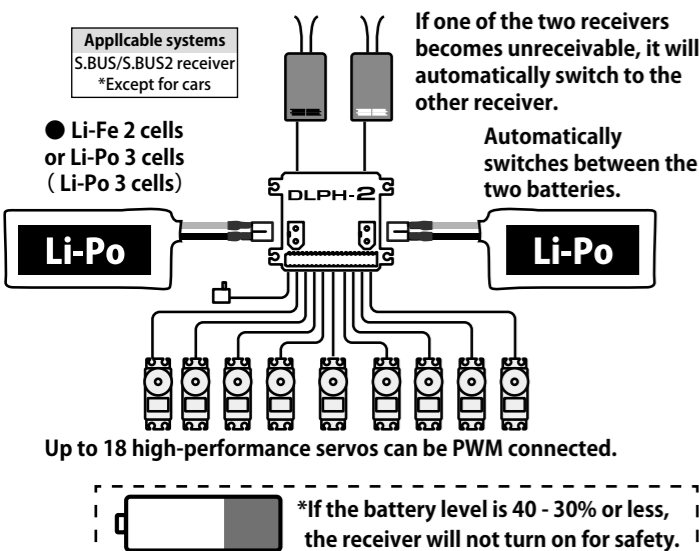 Appllcable systems
S.BUS/S.BUS2 receiver
*Except for cars
If one of the two receivers
becomes unreceivable, it will
automatically switch to the
other receiver.
● Li-Fe 2 cells
or Li-Po 3 cells
( Li-Po 3 cells)
Automatically
switches between the
two batteries.
DLPH-2
Li-Po
Li-Po
Up to 18 high-performance servos can be PWM connected.
*If the battery level is 40 - 30% or less,
the receiver will not turn on for safety.